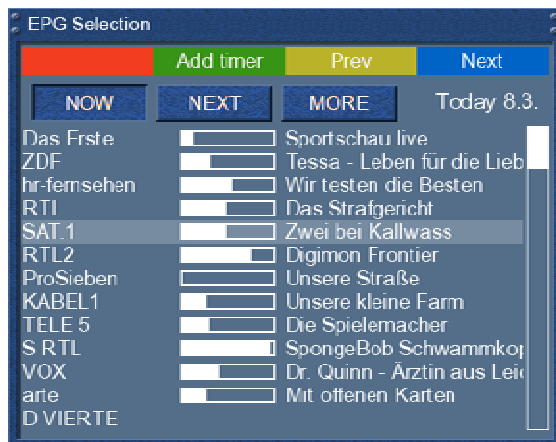 EPG Selection
Add timer Prev Next
NOW NEXT MORE Today 8.3.
Das Erste Sportschau live
ZDF Tessa - Leben für die Lieb
hr-fernsehen Wir testen die Besten
RTL Das Strafgericht
SAT.1 Zwei bei Kallwass
RTL2 Digimon Frontier
ProSieben Unsere Straße
KABEL1 Unsere kleine Farm
TELE 5 Die Spielemacher
S RTL SpongeBob Schwammkop
VOX Dr. Quinn - Ärztin aus Leid
arte Mit offenen Karten
D VIERTE